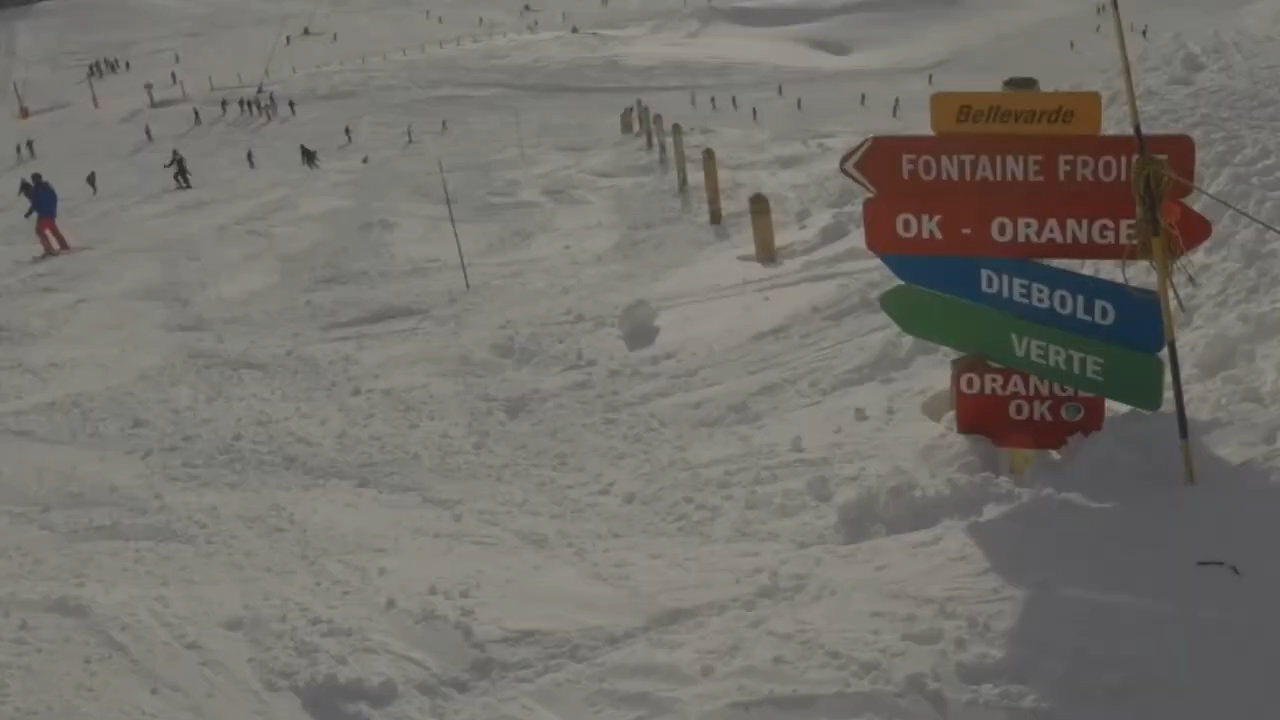 Bellevarde
FONTAINE FROI
OK - ORANGE
DIEBOLD
VERTE
ORANGE
OK